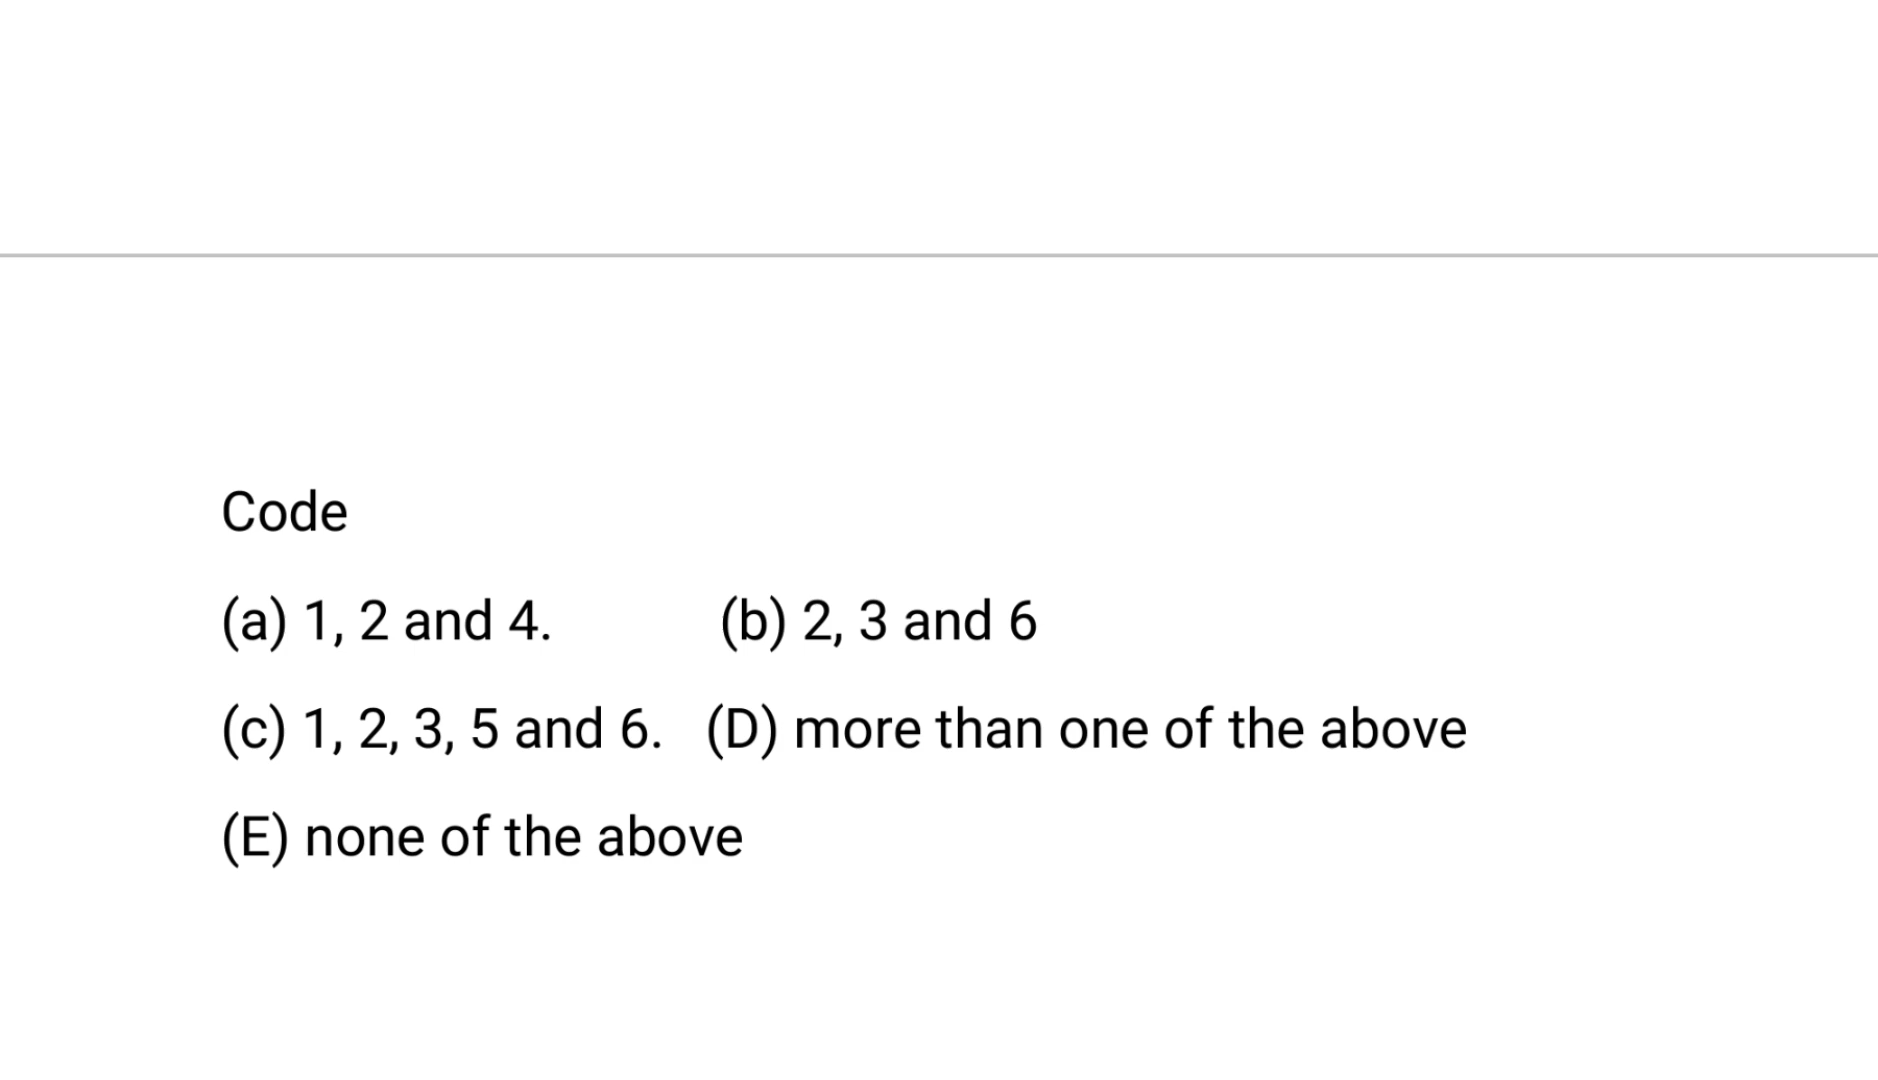 Code
(a) 1, 2 and 4. (b) 2, 3 and 6
(c) 1, 2, 3, 5 and 6. (D) more than one of the above
(E) none of the above